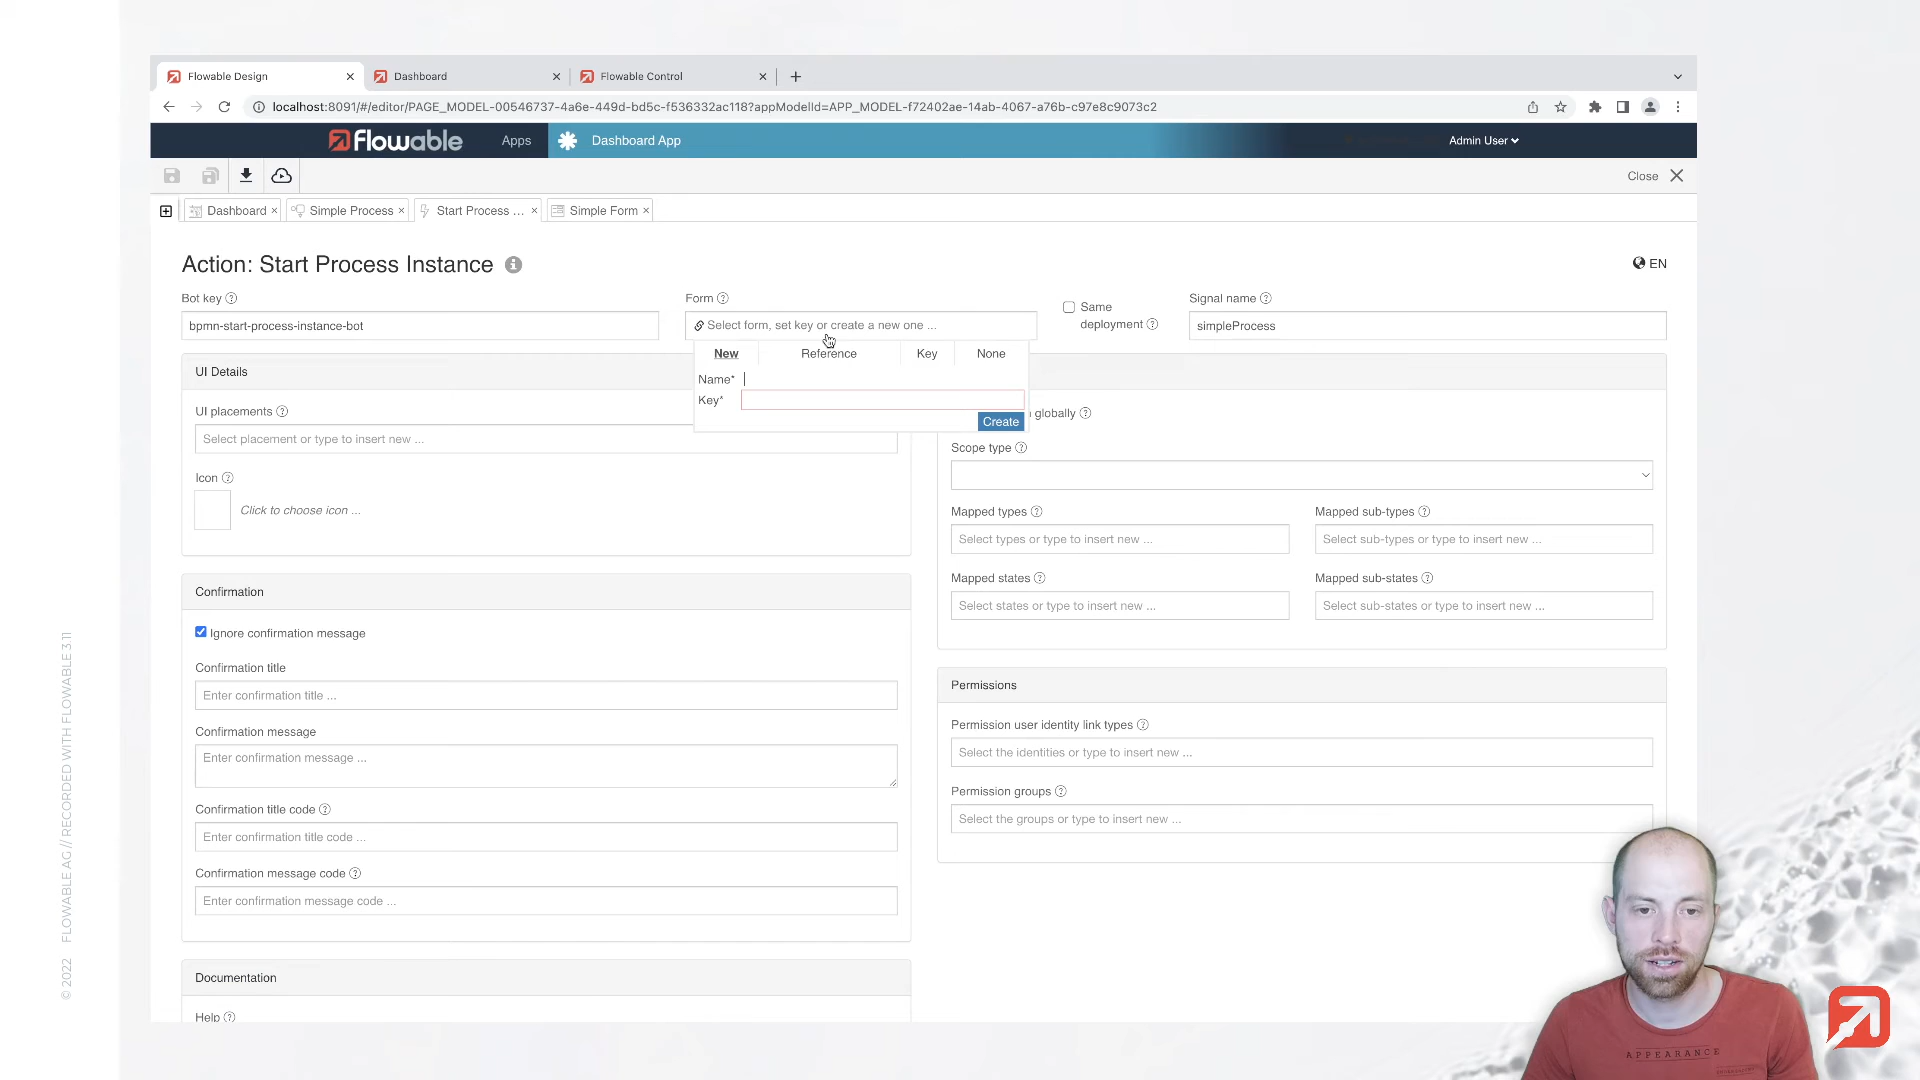 Flowable Design
Dashboard
Flowable Control
localhost:8091/#/editor/PAGE_MODEL-00546737-4a6e-449d-bd5c-f536332ac118?appModelId=APP_MODEL-f72402ae-14ab-4067-a76b-c97e8c9073c2
flowable
Apps
Dashboard App
Admin User
Close
Dashboard
Simple Process
Start Process ...
Simple Form
Action: Start Process Instance
EN
Bot key
bpmn-start-process-instance-bot
Form
Select form, set key or create a new one ...
Same
deployment
Signal name
simpleProcess
New
Reference
Key
None
Name*
Key*
Create
UI Details
UI placements
Select placement or type to insert new ...
Icon
Click to choose icon ...
globally
Scope type
Mapped types
Select types or type to insert new ...
Mapped sub-types
Select sub-types or type to insert new ...
Mapped states
Select states or type to insert new ...
Mapped sub-states
Select sub-states or type to insert new ...
Confirmation
Ignore confirmation message
Confirmation title
Enter confirmation title ...
Confirmation message
Enter confirmation message ...
Confirmation title code
Enter confirmation title code ...
Confirmation message code
Enter confirmation message code ...
Permissions
Permission user identity link types
Select the identities or type to insert new ...
Permission groups
Select the groups or type to insert new ...
Documentation
Help
© 2022 FLOWABLE AG // RECORDED WITH FLOWABLE 3.11
APPEARANCE